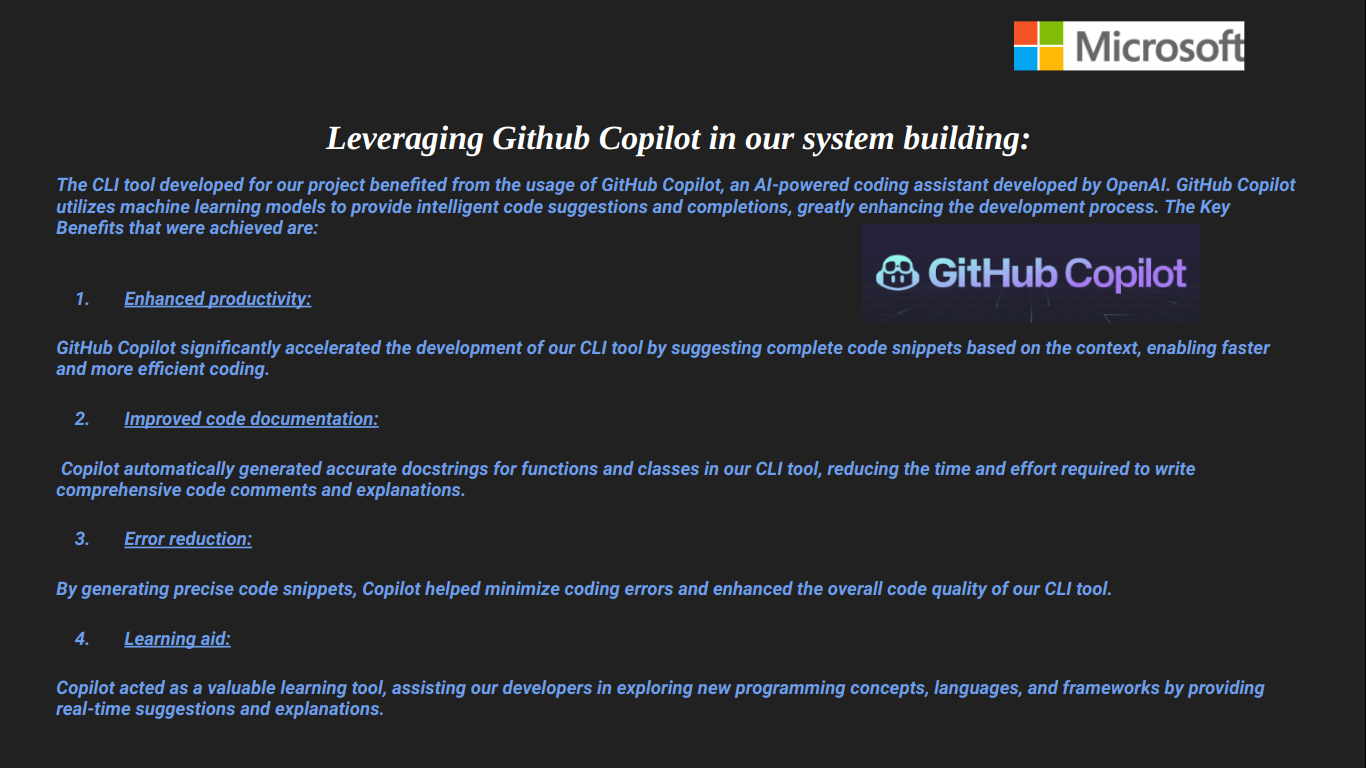 Microsoft
Leveraging Github Copilot in our system building:
The CLI tool developed for our project benefited from the usage of GitHub Copilot, an AI-powered coding assistant developed by OpenAI. GitHub Copilot
utilizes machine learning models to provide intelligent code suggestions and completions, greatly enhancing the development process. The Key
Benefits that were achieved are:
GitHub Copilot
1. Enhanced productivity:
GitHub Copilot significantly accelerated the development of our CLI tool by suggesting complete code snippets based on the context, enabling faster
and more efficient coding.
2. Improved code documentation:
Copilot automatically generated accurate docstrings for functions and classes in our CLI tool, reducing the time and effort required to write
comprehensive code comments and explanations.
3. Error reduction:
By generating precise code snippets, Copilot helped minimize coding errors and enhanced the overall code quality of our CLI tool.
4. Learning aid:
Copilot acted as a valuable learning tool, assisting our developers in exploring new programming concepts, languages, and frameworks by providing
real-time suggestions and explanations.